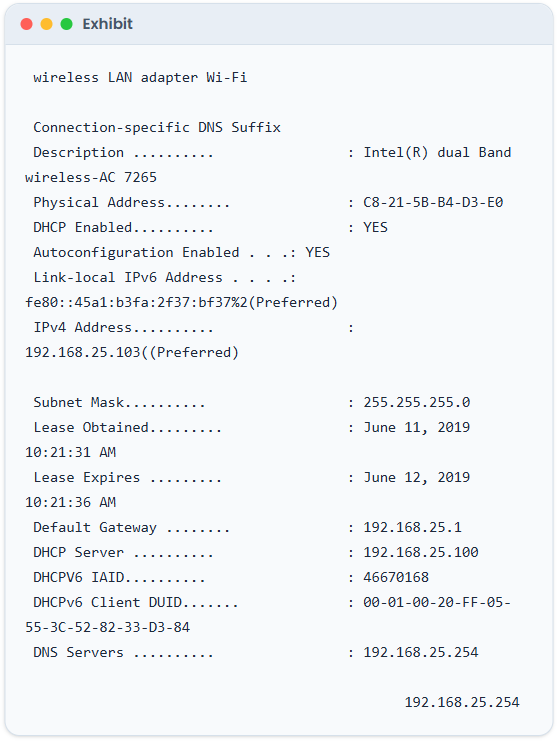 Exhibit
wireless LAN adapter Wi-Fi
Connection-specific DNS Suffix
Description .......... : Intel(R) dual Band
wireless-AC 7265
Physical Address........ : C8-21-5B-B4-D3-E0
DHCP Enabled.......... : YES
Autoconfiguration Enabled . . .: YES
Link-local IPv6 Address . . . .:
fe80::45a1:b3fa:2f37:bf37%2(Preferred)
IPv4 Address.......... :
192.168.25.103((Preferred)
Subnet Mask.......... : 255.255.255.0
Lease Obtained......... : June 11, 2019
10:21:31 AM
Lease Expires ......... : June 12, 2019
10:21:36 AM
Default Gateway ........ : 192.168.25.1
DHCP Server .......... : 192.168.25.100
DHCPV6 IAID.......... : 46670168
DHCPv6 Client DUID....... : 00-01-00-20-FF-05-
55-3C-52-82-33-D3-84
DNS Servers .......... : 192.168.25.254
192.168.25.254